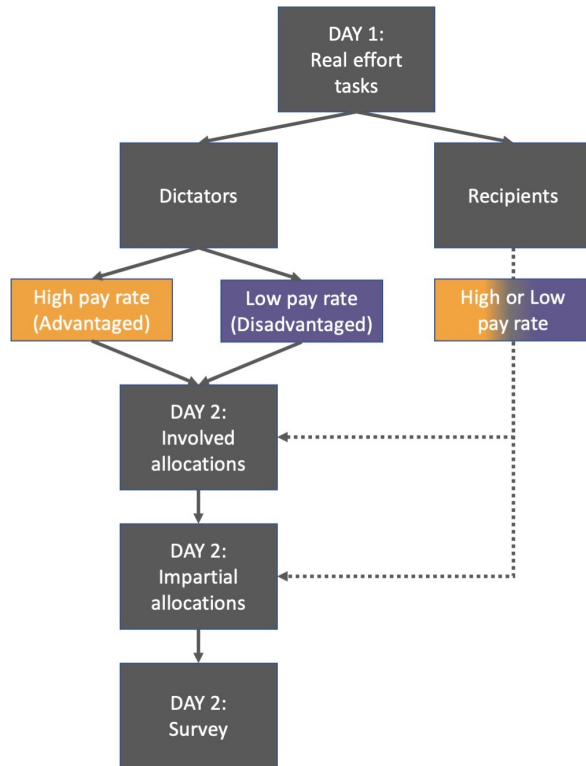 DAY 1:
Real effort
tasks
Dictators
Recipients
High pay rate
(Advantaged)
Low pay rate
(Disadvantaged)
High or Low
pay rate
DAY 2:
Involved
allocations
DAY 2:
Impartial
allocations
DAY 2:
Survey